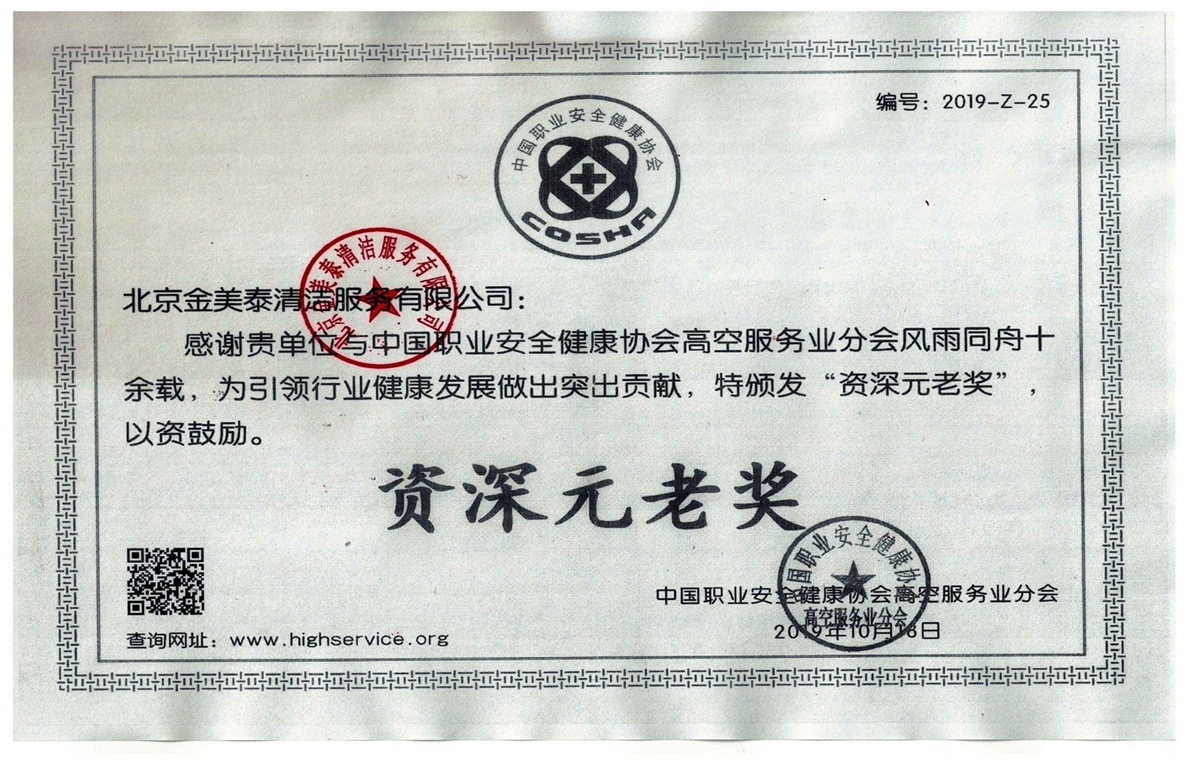 编号：2019-Z-25
中国职业安全健康协会
COSHA
北京金美泰清洁服务有限公司
北京金美泰清洁服务有限公司：
感谢贵单位与中国职业安全健康协会高空服务业分会风雨同舟十
余载，为引领行业健康发展做出突出贡献，特颁发“资深元老奖”，
以资鼓励。
资深元老奖
中国职业安全健康协会
高空服务业分会
中国职业安全健康协会高空服务业分会
2019年10月16日
查询网址：www.highservice.org